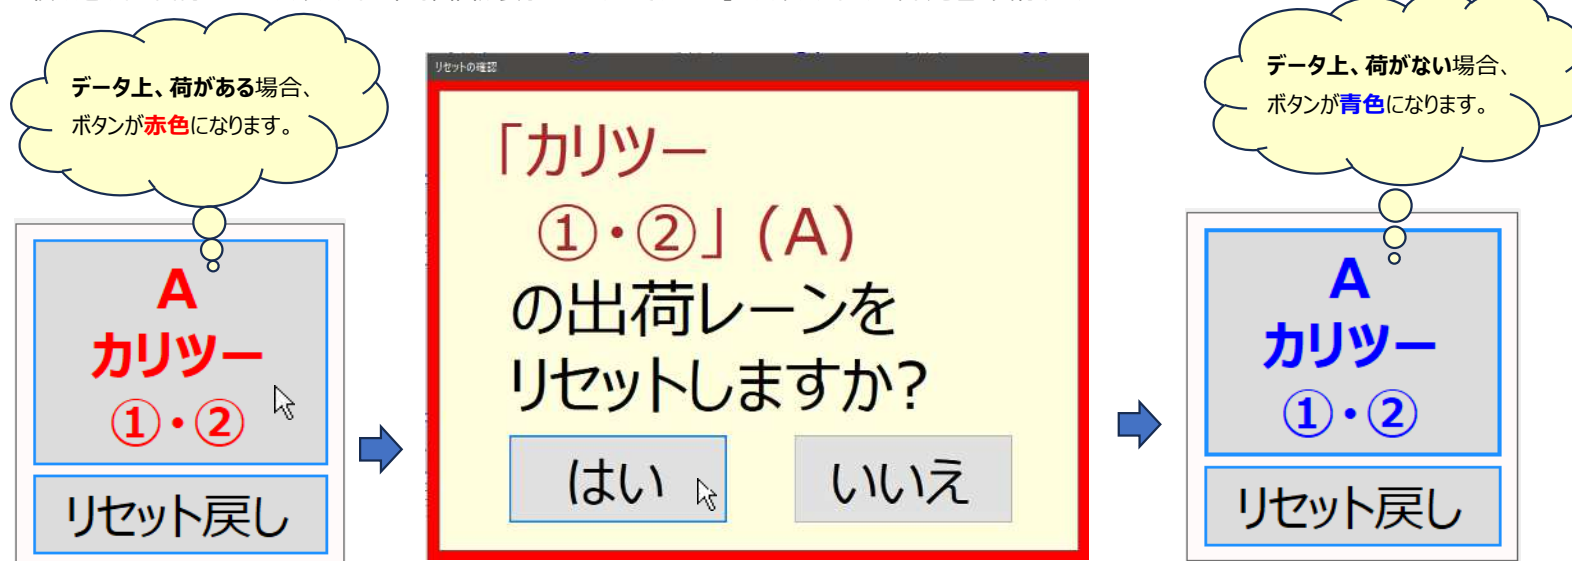 データ上、荷がある場合、
ボタンが赤色になります。
A
カリツー
①・②
リセット戻し
リセットの確認
「カリツー
①・②」(A)
の出荷レーンを
リセットしますか?
はい
いいえ
データ上、荷がない場合、
ボタンが青色になります。
A
カリツー
①・②
リセット戻し